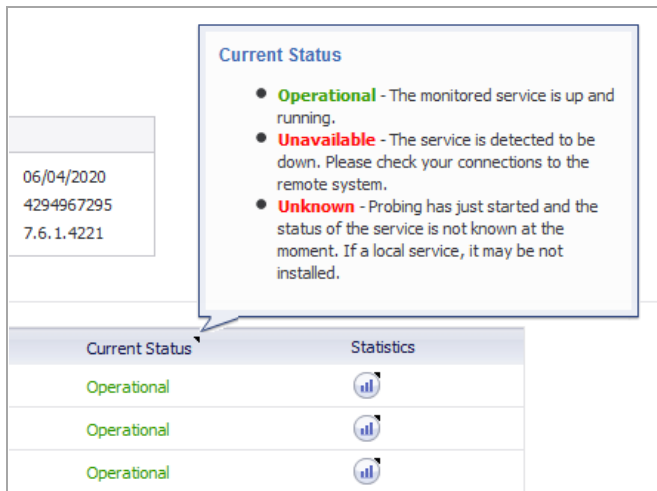 Current Status
● Operational - The monitored service is up and
running.
● Unavailable - The service is detected to be
down. Please check your connections to the
remote system.
● Unknown - Probing has just started and the
status of the service is not known at the
moment. If a local service, it may be not
installed.
06/04/2020
4294967295
7.6.1.4221
Current Status Statistics
Operational
Operational
Operational